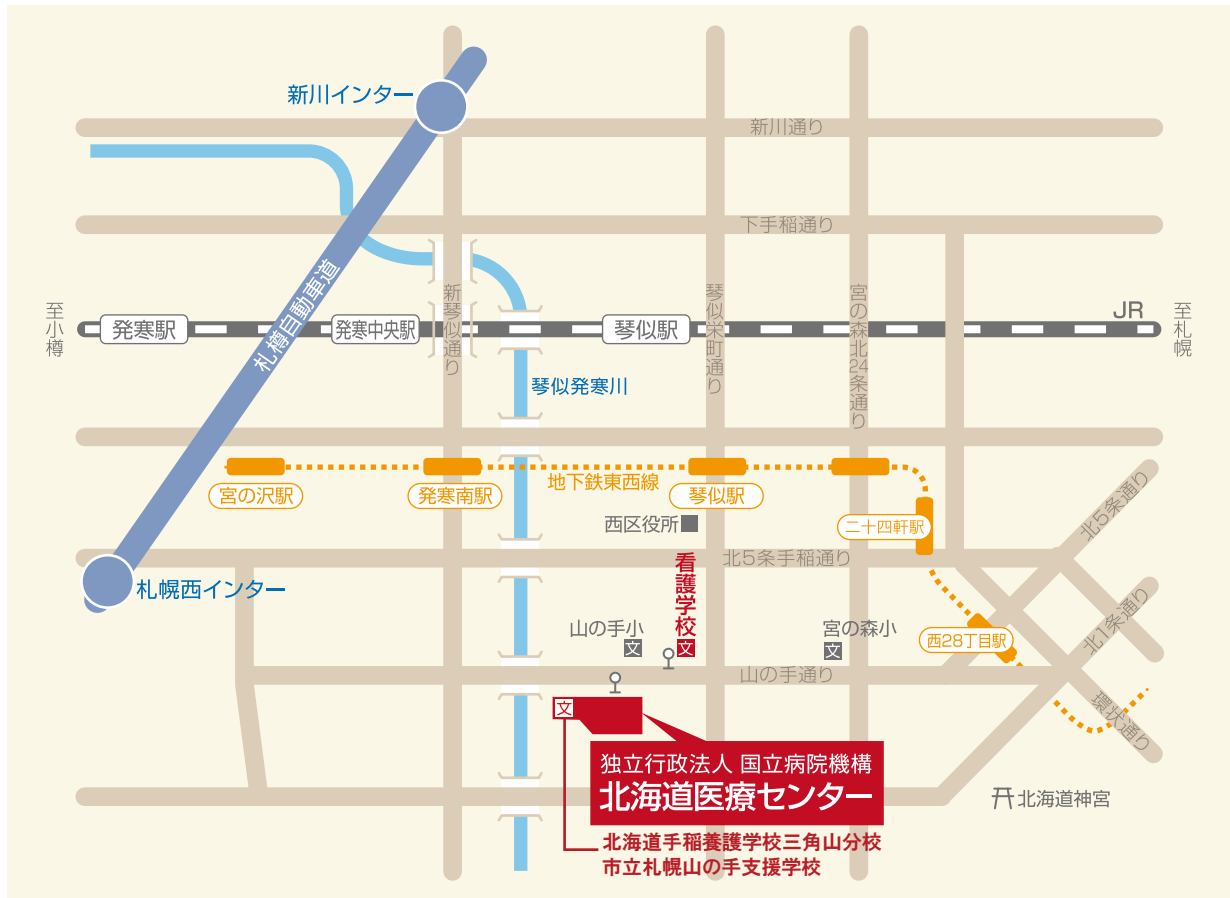 新川インター
新川通り
下手稲通り
札樽自動車道
至小樽
発寒駅
発寒中央駅
新琴似通り
琴似駅
琴似栄町通り
宮の森北24条通り
JR
至札幌
琴似発寒川
地下鉄東西線
宮の沢駅
発寒南駅
琴似駅
西区役所
二十四軒駅
北5条通り
札幌西インター
北5条手稲通り
看護学校
文
山の手小
文
宮の森小
文
西28丁目駅
北1条通り
山の手通り
環状通り
文
独立行政法人 国立病院機構
北海道医療センター
北海道神宮
北海道手稲養護学校三角山分校
市立札幌山の手支援学校